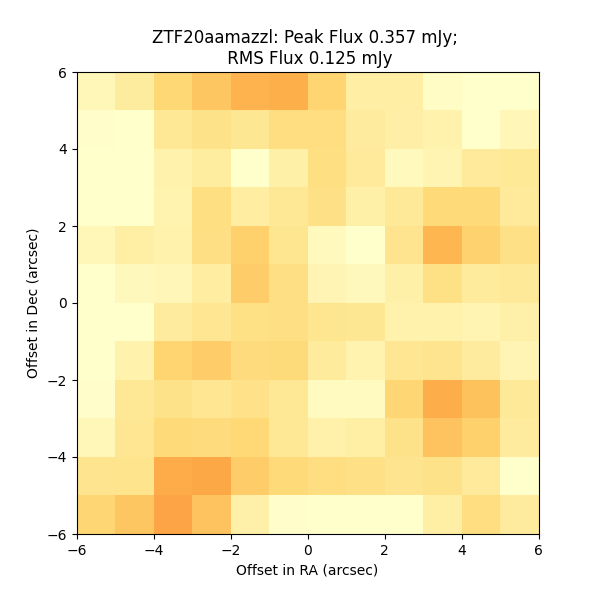 ZTF20aamazzl: Peak Flux 0.357 mJy;
RMS Flux 0.125 mJy
6
4
2
0
−2
−4
−6
Offset in Dec (arcsec)
−6 −4 −2 0 2 4 6
Offset in RA (arcsec)